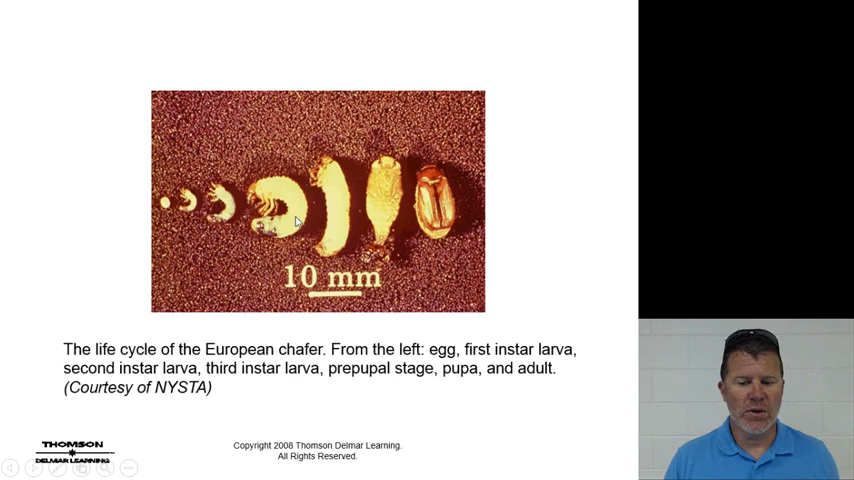 10 mm
The life cycle of the European chafer. From the left: egg, first instar larva,
second instar larva, third instar larva, prepupal stage, pupa, and adult.
(Courtesy of NYSTA)
THOMSON
DELMAR LEARNING
Copyright 2008 Thomson Delmar Learning.
All Rights Reserved.